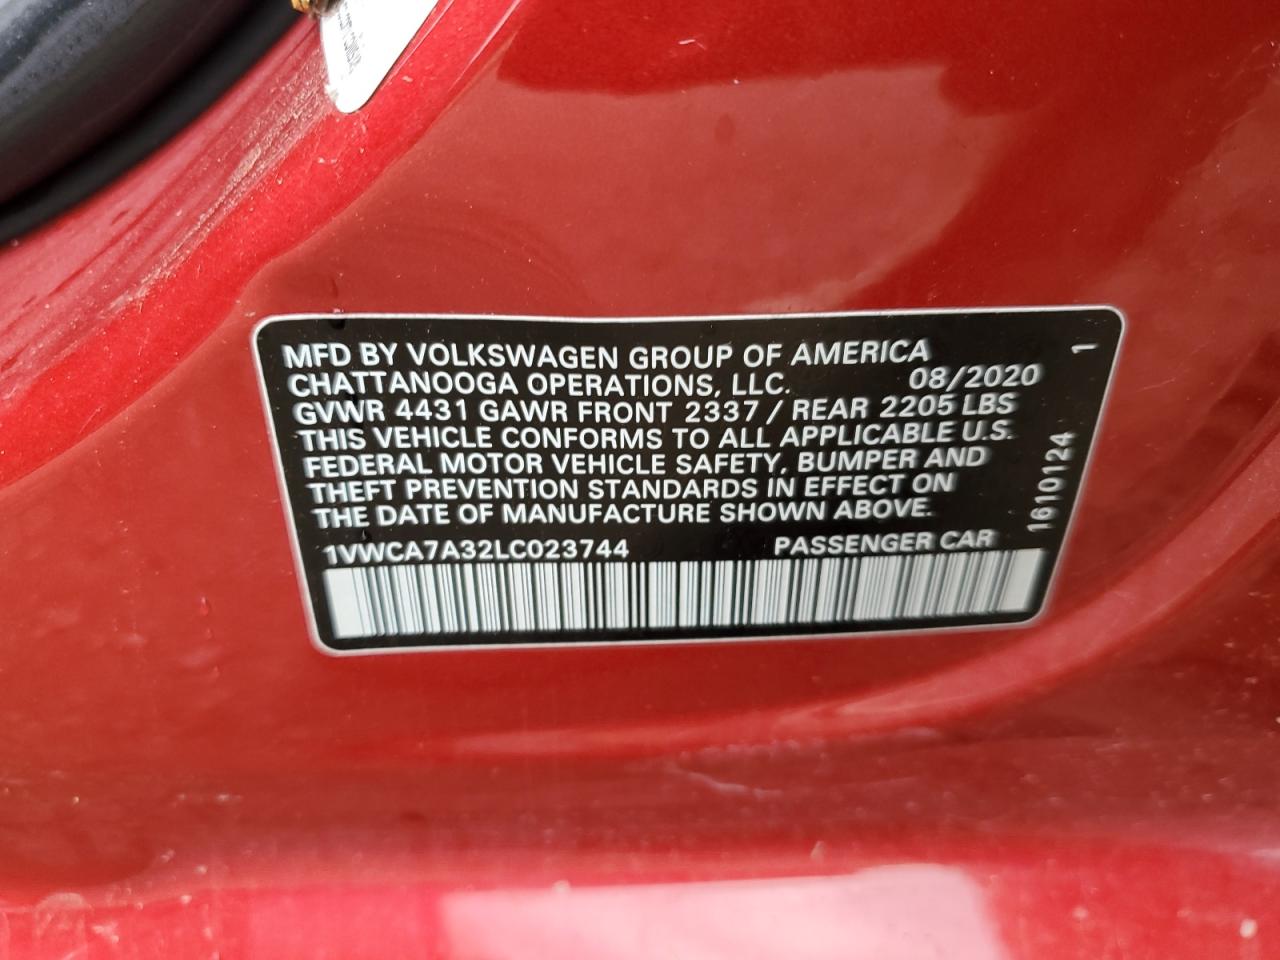 MFD BY VOLKSWAGEN GROUP OF AMERICA
CHATTANOOGA OPERATIONS, LLC. 08/2020
GVWR 4431 GAWR FRONT 2337 / REAR 2205 LBS
THIS VEHICLE CONFORMS TO ALL APPLICABLE U.S.
FEDERAL MOTOR VEHICLE SAFETY, BUMPER AND
THEFT PREVENTION STANDARDS IN EFFECT ON
THE DATE OF MANUFACTURE SHOWN ABOVE.
1VWCA7A32LC023744 PASSENGER CAR
1610124 1